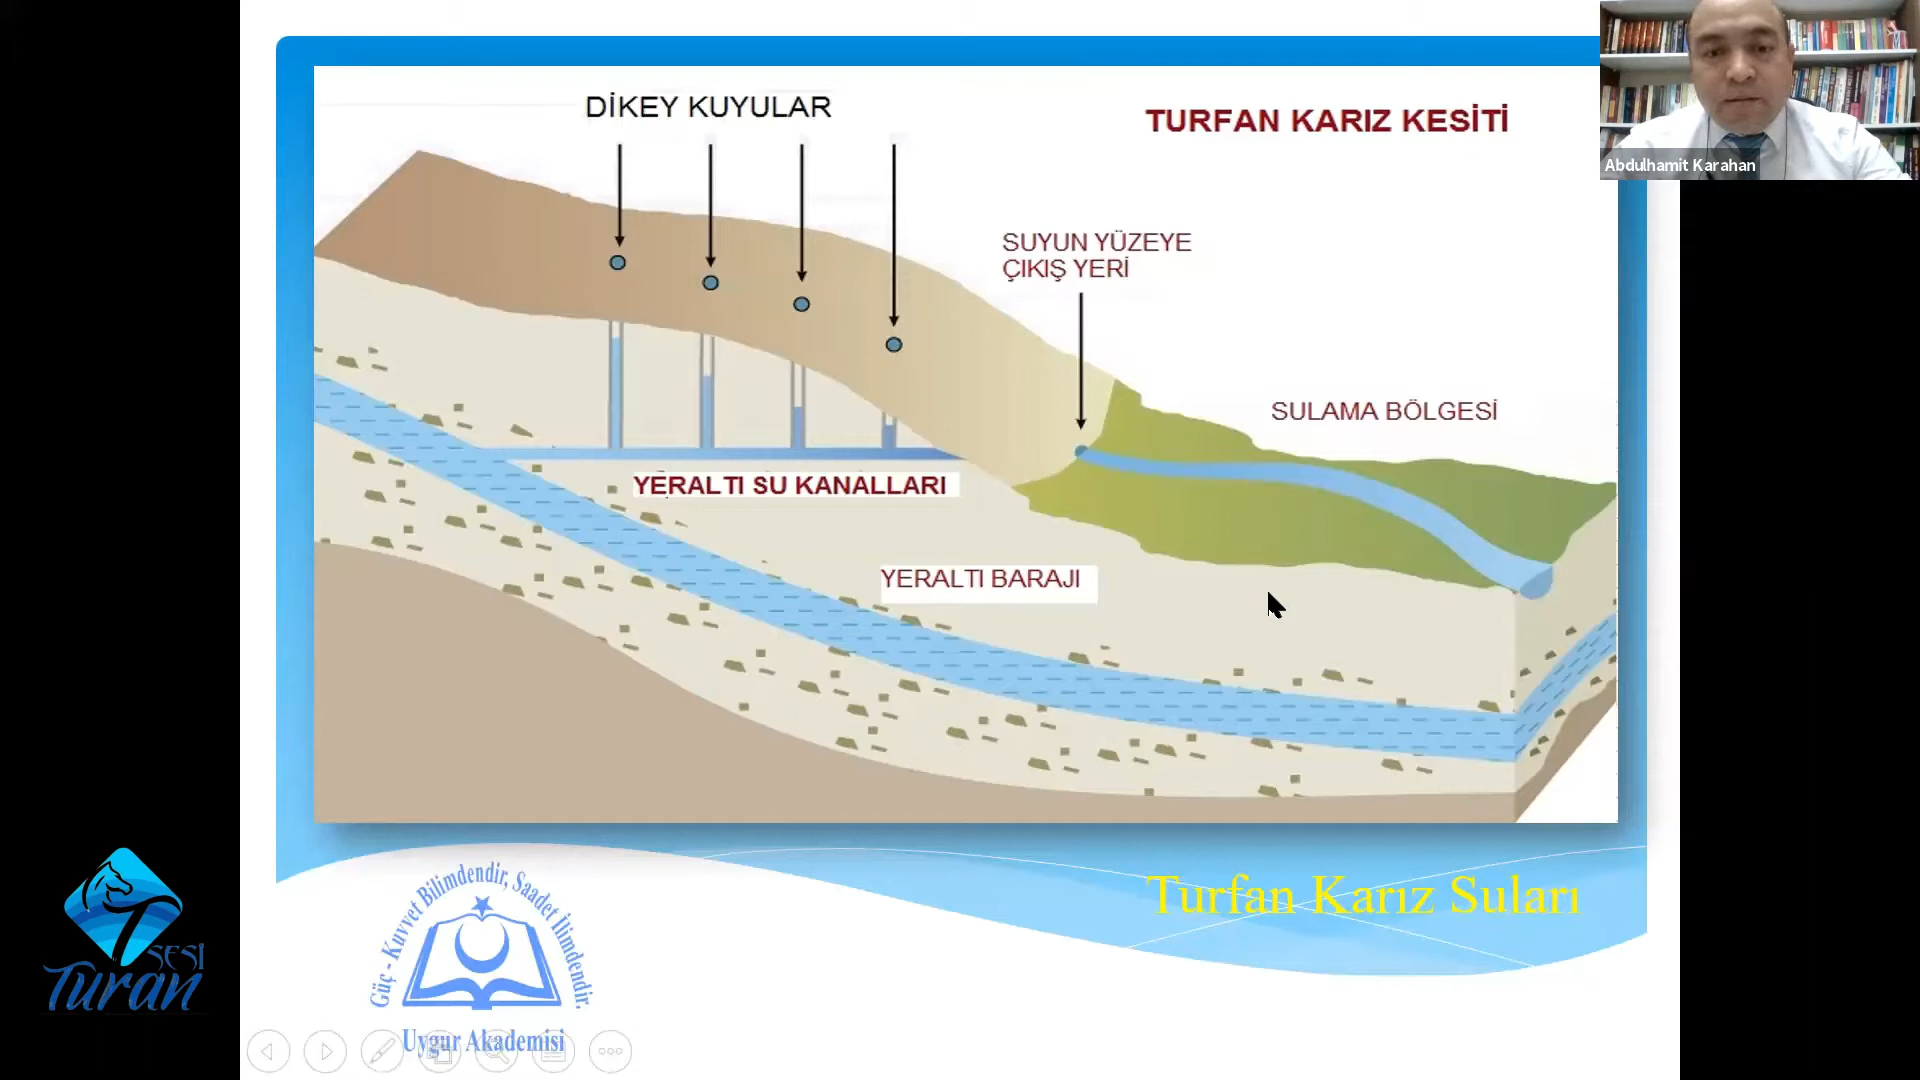 DİKEY KUYULAR
TURFAN KARIZ KESİTİ
Abdulhamit Karahan
SUYUN YÜZEYE
ÇIKIŞ YERİ
SULAMA BÖLGESİ
YERALTI SU KANALLARI
YERALTI BARAJI
Turfan Karız Suları
Güç - Kuvvet Bilimdendir, Saadet İlimdendir.
Uygur Akademisi
SESİ
Turan